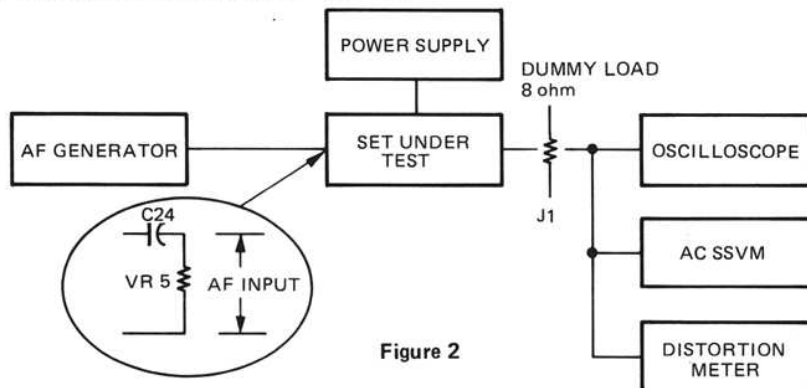 POWER SUPPLY
DUMMY LOAD
8 ohm
AF GENERATOR
SET UNDER
TEST
OSCILLOSCOPE
J1
C24
VR 5
AF INPUT
AC SSVM
Figure 2
DISTORTION
METER